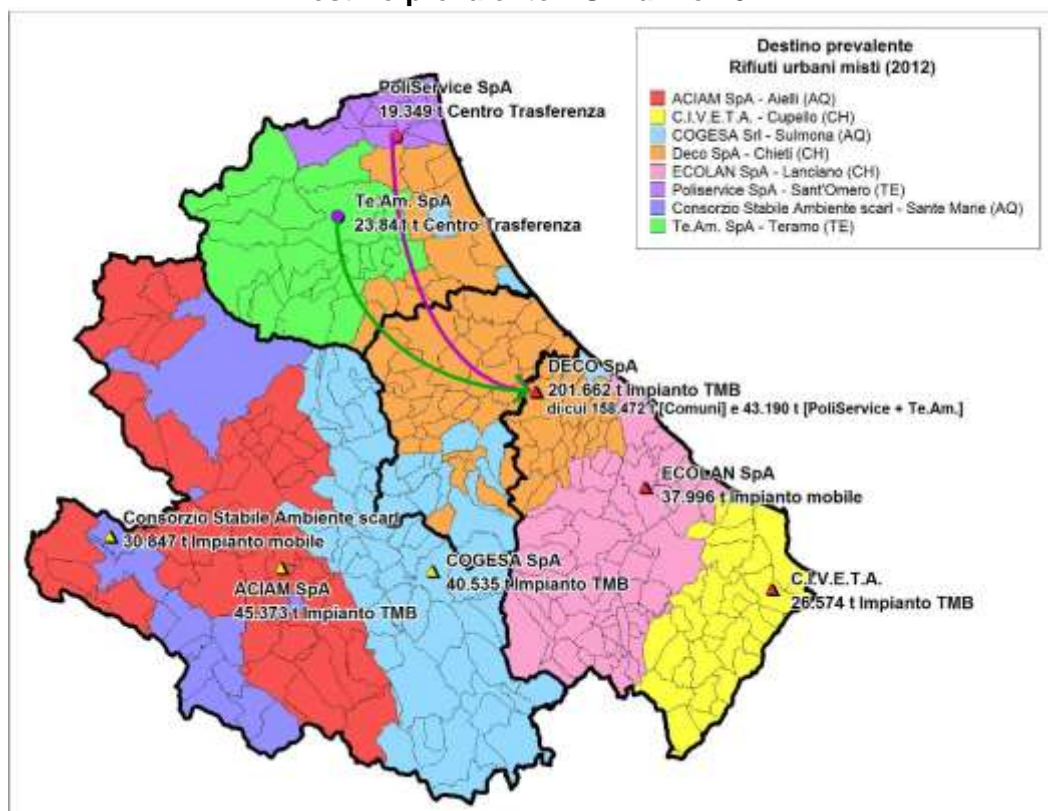 Destino prevalente
Rifiuti urbani misti (2012)
ACIAM SpA - Aielli (AQ)
C.I.V.E.T.A. - Cupello (CH)
COGESA Srl - Sulmona (AQ)
Deco SpA - Chieti (CH)
ECOLAN SpA - Lanciano (CH)
Poliservice SpA - Sant'Omero (TE)
Consorzio Stabile Ambiente scarl - Sante Marie (AQ)
Te.Am. SpA - Teramo (TE)
PoliService SpA
19.349 t Centro Trasferenza
Te.Am. SpA
23.841 t Centro Trasferenza
DECO SpA
201.662 t Impianto TMB
di cui 158.472 t [Comuni] e 43.190 t [PoliService + Te.Am.]
ECOLAN SpA
37.996 t Impianto mobile
Consorzio Stabile Ambiente scarl
30.847 t Impianto mobile
COGESA SpA
40.535 t Impianto TMB
ACIAM SpA
45.373 t Impianto TMB
C.I.V.E.T.A.
26.574 t Impianto TMB